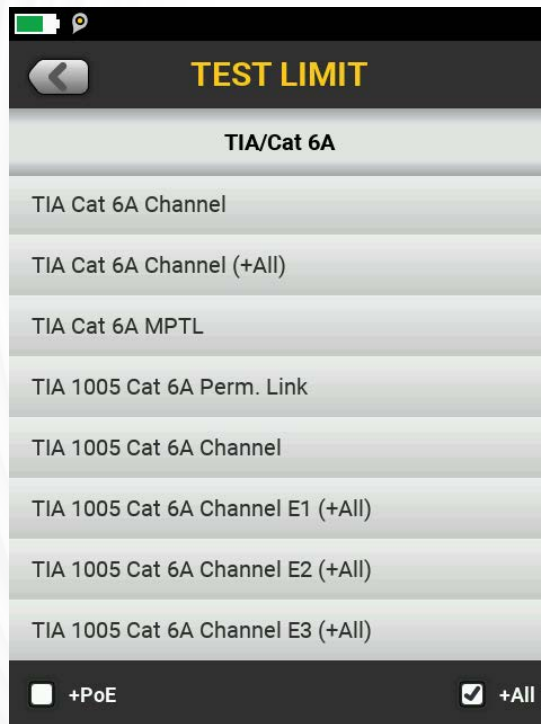 TEST LIMIT
TIA/Cat 6A
TIA Cat 6A Channel
TIA Cat 6A Channel (+All)
TIA Cat 6A MPTL
TIA 1005 Cat 6A Perm. Link
TIA 1005 Cat 6A Channel
TIA 1005 Cat 6A Channel E1 (+All)
TIA 1005 Cat 6A Channel E2 (+All)
TIA 1005 Cat 6A Channel E3 (+All)
+PoE +All